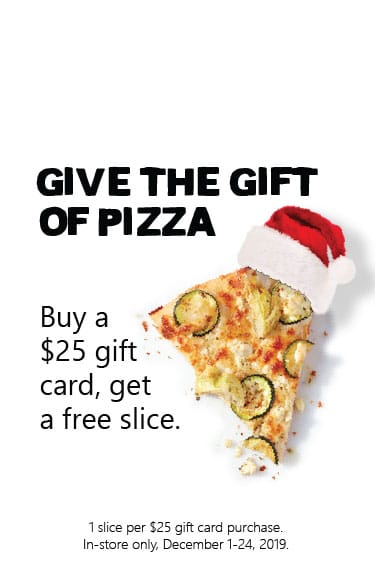 GIVE THE GIFT
OF PIZZA
Buy a
$25 gift
card, get
a free slice.
1 slice per $25 gift card purchase.
In-store only, December 1-24, 2019.